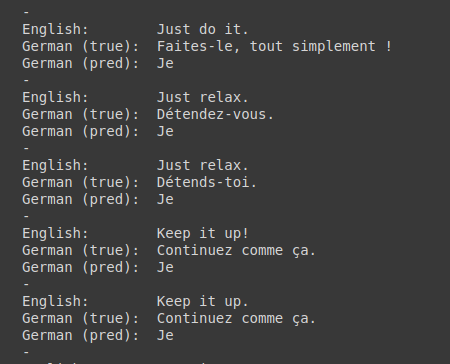 -
English: Just do it.
German (true): Faites-le, tout simplement !
German (pred): Je
-
English: Just relax.
German (true): Détendez-vous.
German (pred): Je
-
English: Just relax.
German (true): Détends-toi.
German (pred): Je
-
English: Keep it up!
German (true): Continuez comme ça.
German (pred): Je
-
English: Keep it up.
German (true): Continuez comme ça.
German (pred): Je
-